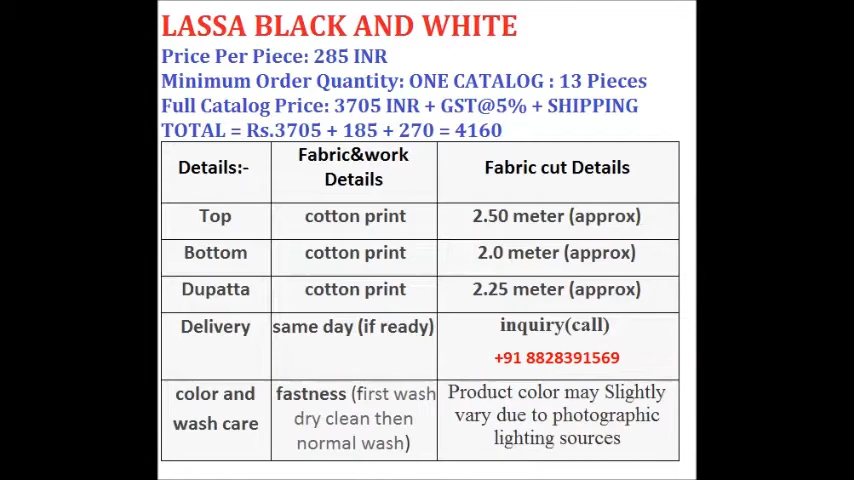 LASSA BLACK AND WHITE
Price Per Piece: 285 INR
Minimum Order Quantity: ONE CATALOG : 13 Pieces
Full Catalog Price: 3705 INR + GST@5% + SHIPPING
TOTAL = Rs.3705 + 185 + 270 = 4160
Details:- Fabric&work Details Fabric cut Details
Top cotton print 2.50 meter (approx)
Bottom cotton print 2.0 meter (approx)
Dupatta cotton print 2.25 meter (approx)
Delivery same day (if ready) inquiry(call)
+91 8828391569
color and wash care
fastness (first wash
dry clean then
normal wash)
Product color may Slightly
vary due to photographic
lighting sources